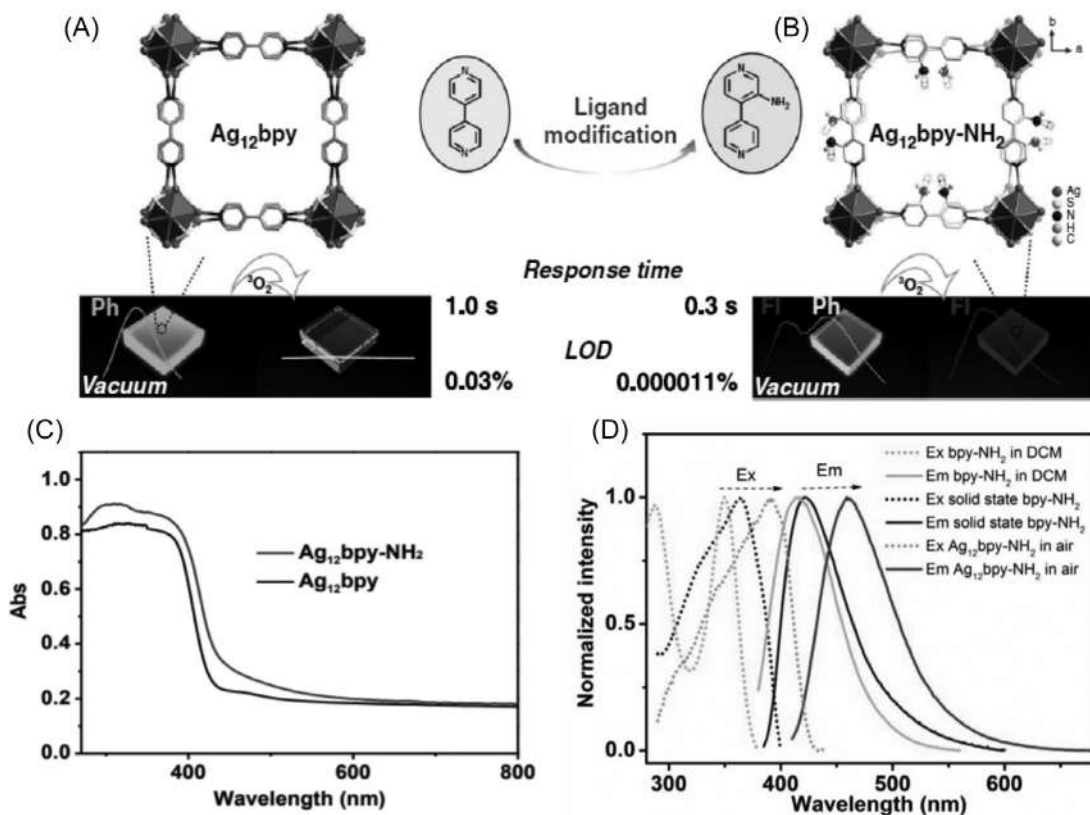 (A)
Ag₁₂bpy
N
N
Ligand
modification
N
NH₂
N
(B)
b
a
Ag₁₂bpy-NH₂
Ag
S
N
H
C
³O₂
Response time
³O₂
Ph
Vacuum
1.0 s
0.3 s
LOD
0.03%
0.000011%
Fl
Ph
Fl
Vacuum
(C)
1.0
0.8
0.6
0.4
0.2
0.0
Abs
Ag₁₂bpy-NH₂
Ag₁₂bpy
400
600
800
Wavelength (nm)
(D)
Normalized intensity
1.0
0.5
0.0
Ex
Em
Ex bpy-NH₂ in DCM
Em bpy-NH₂ in DCM
Ex solid state bpy-NH₂
Em solid state bpy-NH₂
Ex Ag₁₂bpy-NH₂ in air
Em Ag₁₂bpy-NH₂ in air
300
400
500
600
Wavelength (nm)